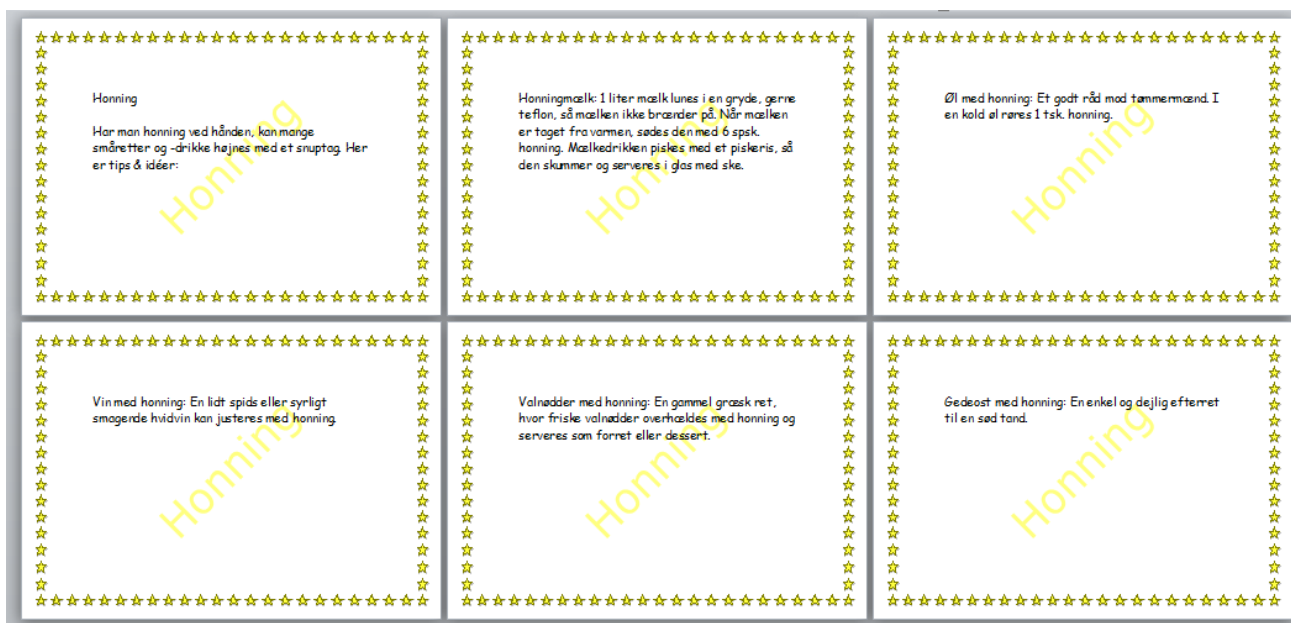 Honning
Har man honning ved hånden, kan mange
småretter og -drikke højnes med et snuptag. Her
er tips & idéer:
Honning
Honningmælk: 1 liter mælk lunes i en gryde, gerne
teflon, så mælken ikke brænder på. Når mælken
er taget fra varmen, sødes den med 6 spsk.
honning. Mælkedrikken piskes med et piskeris, så
den skummer og serveres i glas med ske.
Honning
Øl med honning: Et godt råd mod tømmermænd. I
en kold øl røres 1 tsk. honning.
Honning
Vin med honning: En lidt spids eller syrligt
smagende hvidvin kan justeres med honning.
Honning
Valnødder med honning: En gammel græsk ret,
hvor friske valnødder overhældes med honning og
serveres som forret eller dessert.
Honning
Gedeost med honning: En enkel og dejlig efterret
til en sød tand.
Honning